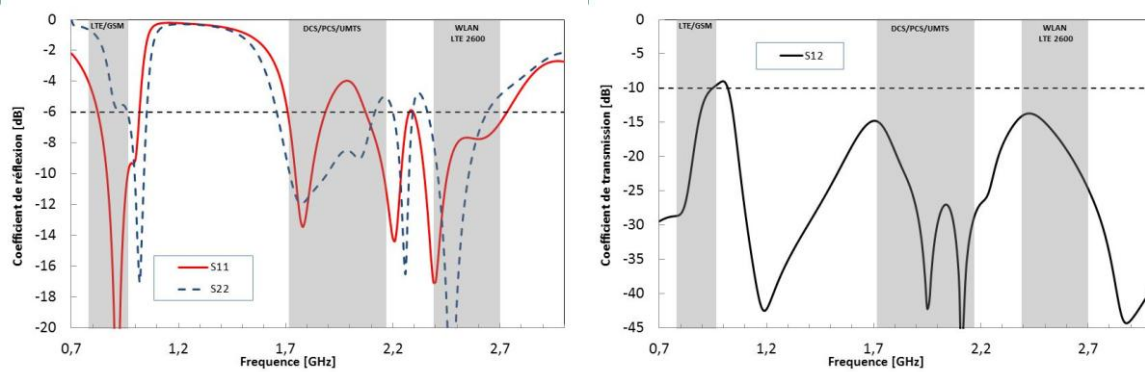 LTE/GSM
DCS/PCS/UMTS
WLAN
LTE 2600
0
-2
-4
-6
-8
-10
-12
-14
-16
-18
-20
Coefficient de réflexion [dB]
S11
S22
0,7
1,2
1,7
2,2
2,7
Frequence [GHz]
LTE/GSM
DCS/PCS/UMTS
WLAN
LTE 2600
S12
0
-5
-10
-15
-20
-25
-30
-35
-40
-45
Coefficient de transmission [dB]
0,7
1,2
1,7
2,2
2,7
Frequence [GHz]